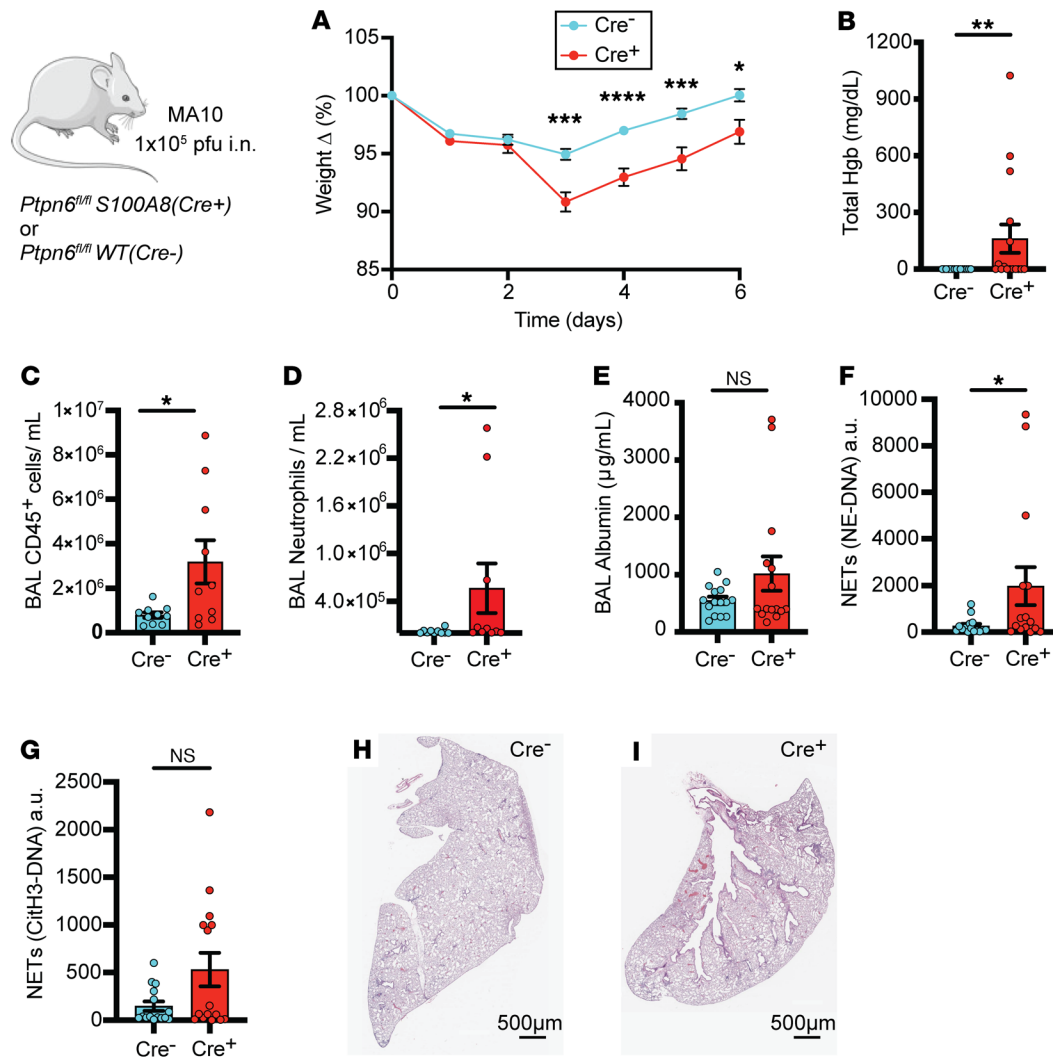 MA10
1x10⁵ pfu i.n.
Ptpn6fl/fl S100A8(Cre+)
or
Ptpn6fl/fl WT(Cre-)
A
Cre⁻
Cre⁺
Weight Δ (%)
105
100
95
90
85
***
****
***
*
0
2
4
6
Time (days)
B
**
Total Hgb (mg/dL)
1200
900
600
300
0
Cre⁻
Cre⁺
C
*
BAL CD45⁺ cells/ mL
1×10⁷
8×10⁶
6×10⁶
4×10⁶
2×10⁶
0
Cre⁻
Cre⁺
D
*
BAL Neutrophils / mL
2.8×10⁶
2.2×10⁶
1.6×10⁶
1.0×10⁶
4.0×10⁵
Cre⁻
Cre⁺
E
NS
BAL Albumin (µg/mL)
4000
3000
2000
1000
0
Cre⁻
Cre⁺
F
*
NETs (NE-DNA) a.u.
10000
8000
6000
4000
2000
0
Cre⁻
Cre⁺
G
NS
NETs (CitH3-DNA) a.u.
2500
2000
1500
1000
500
0
Cre⁻
Cre⁺
H
Cre⁻
500µm
I
Cre⁺
500µm